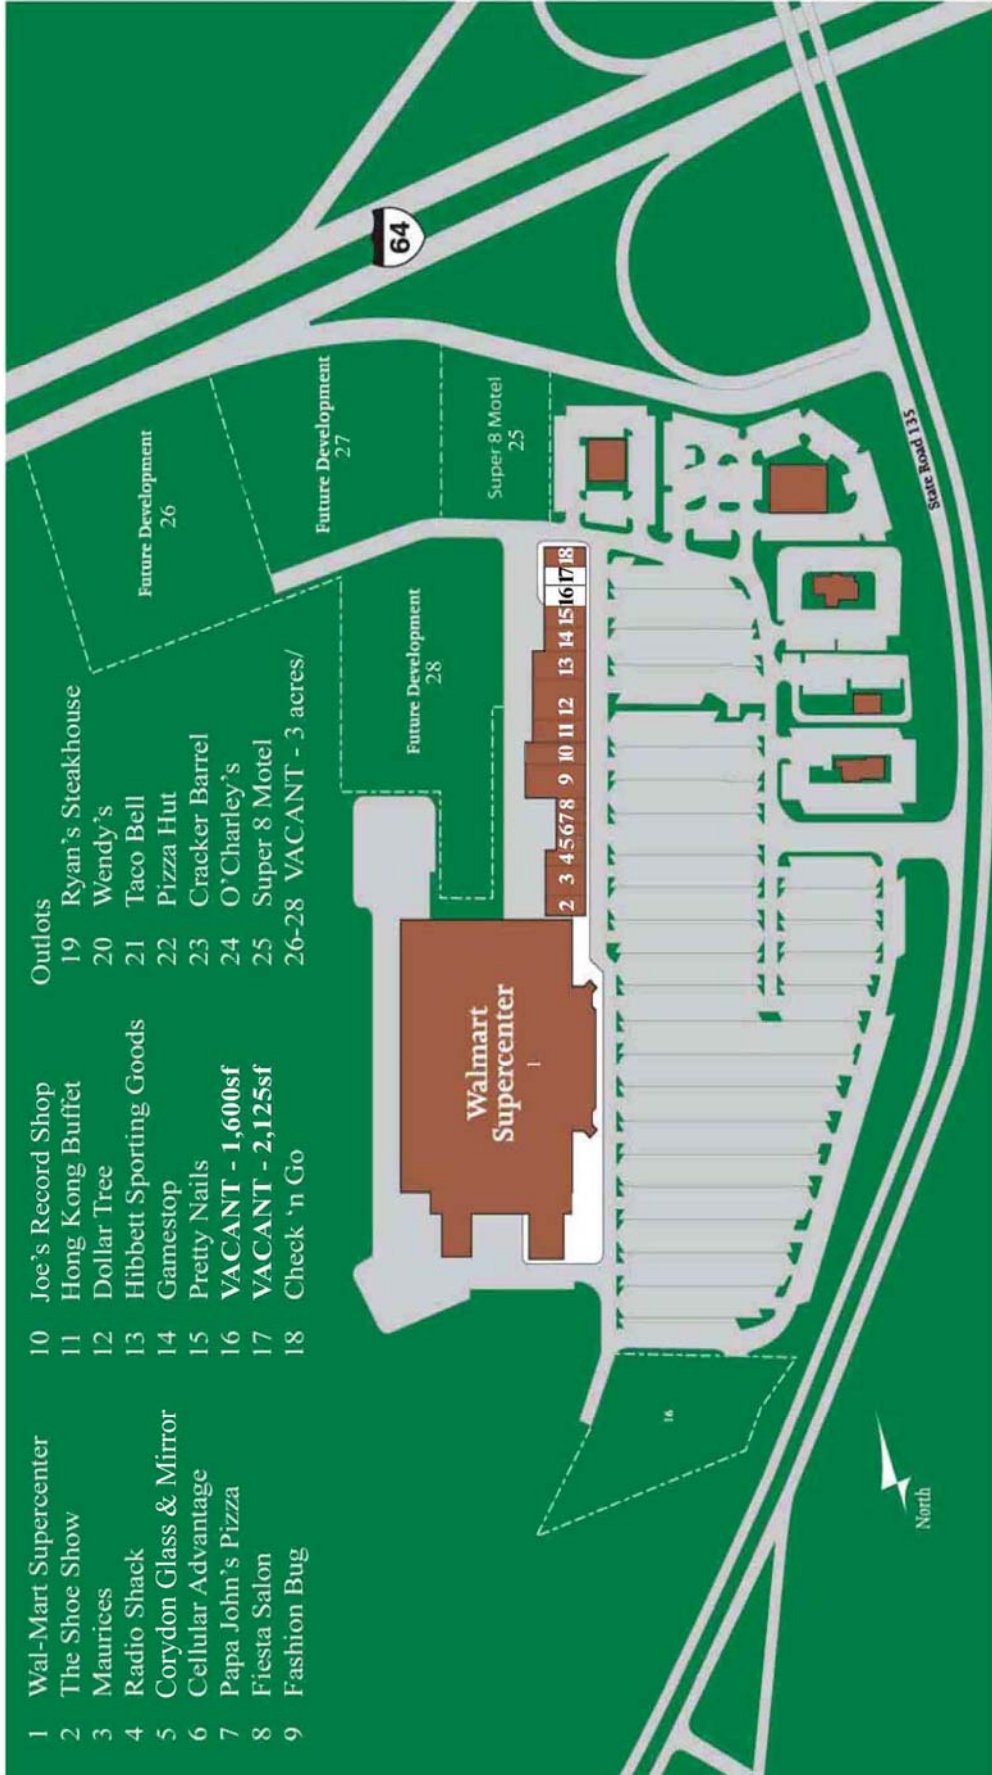 1 Wal-Mart Supercenter
2 The Shoe Show
3 Maurices
4 Radio Shack
5 Corydon Glass & Mirror
6 Cellular Advantage
7 Papa John's Pizza
8 Fiesta Salon
9 Fashion Bug
10 Joe's Record Shop
11 Hong Kong Buffet
12 Dollar Tree
13 Hibbett Sporting Goods
14 Gamestop
15 Pretty Nails
16 VACANT - 1,600sf
17 VACANT - 2,125sf
18 Check 'n Go
Outlots
19 Ryan's Steakhouse
20 Wendy's
21 Taco Bell
22 Pizza Hut
23 Cracker Barrel
24 O'Charley's
25 Super 8 Motel
26-28 VACANT - 3 acres/
Future Development
26
Future Development
27
Future Development
28
Super 8 Motel
25
64
Walmart
Supercenter
1
2 3 4 5 6 7 8 9 10 11 12 13 14 15 16 17 18
16
State Road 135
North